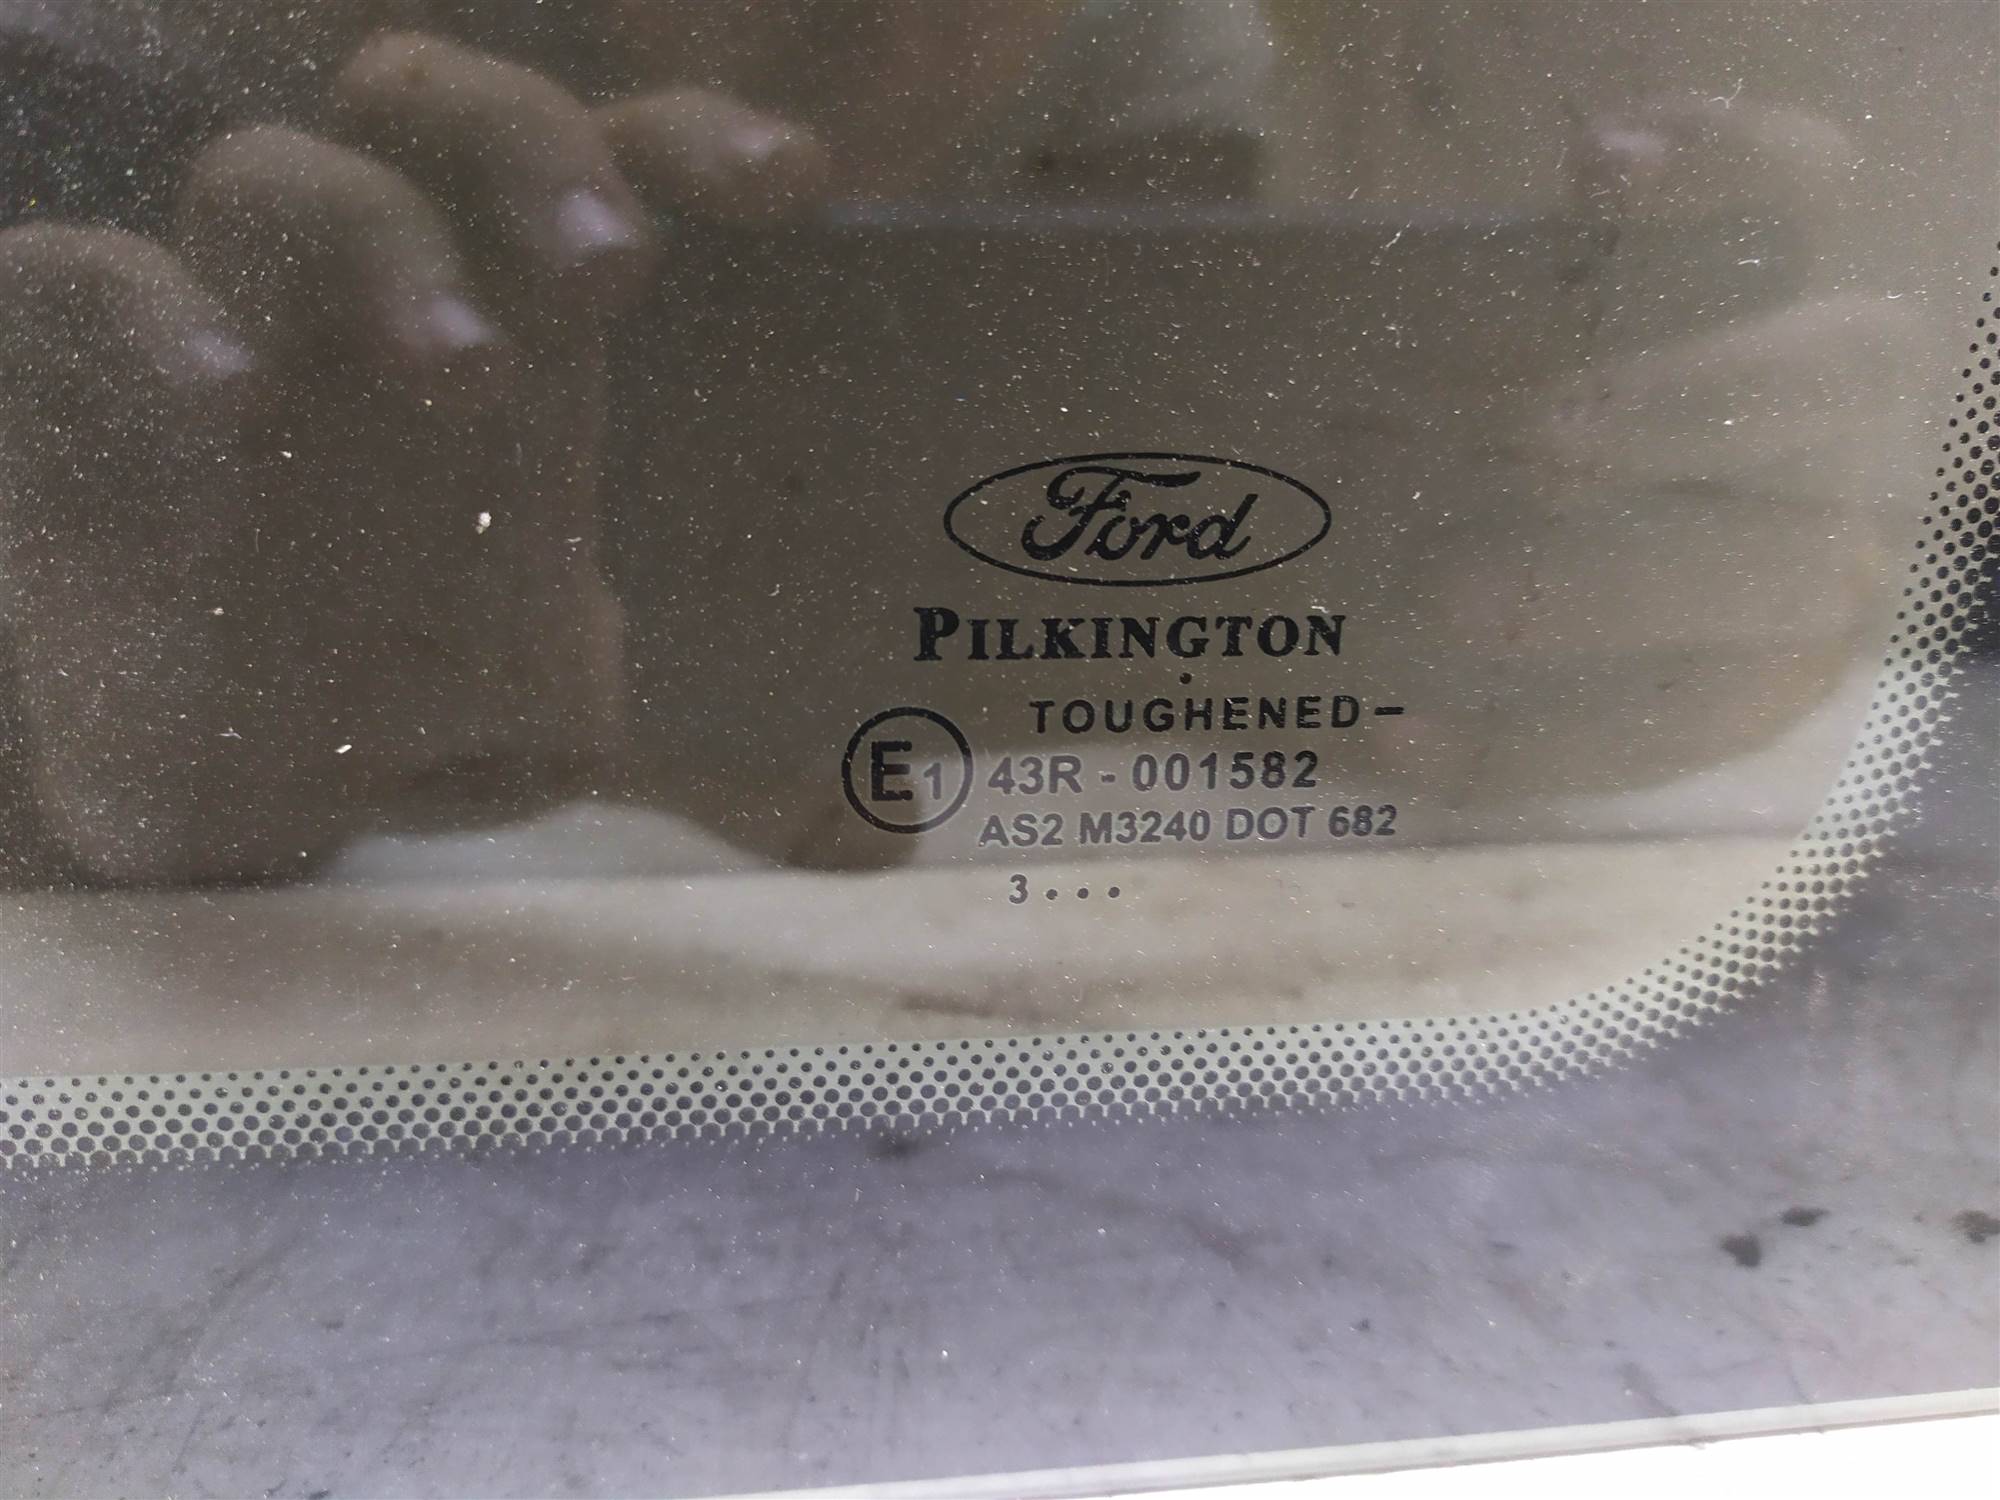 Ford
PILKINGTON
TOUGHENED-
E1 43R - 001582
AS2 M3240 DOT 682
3...